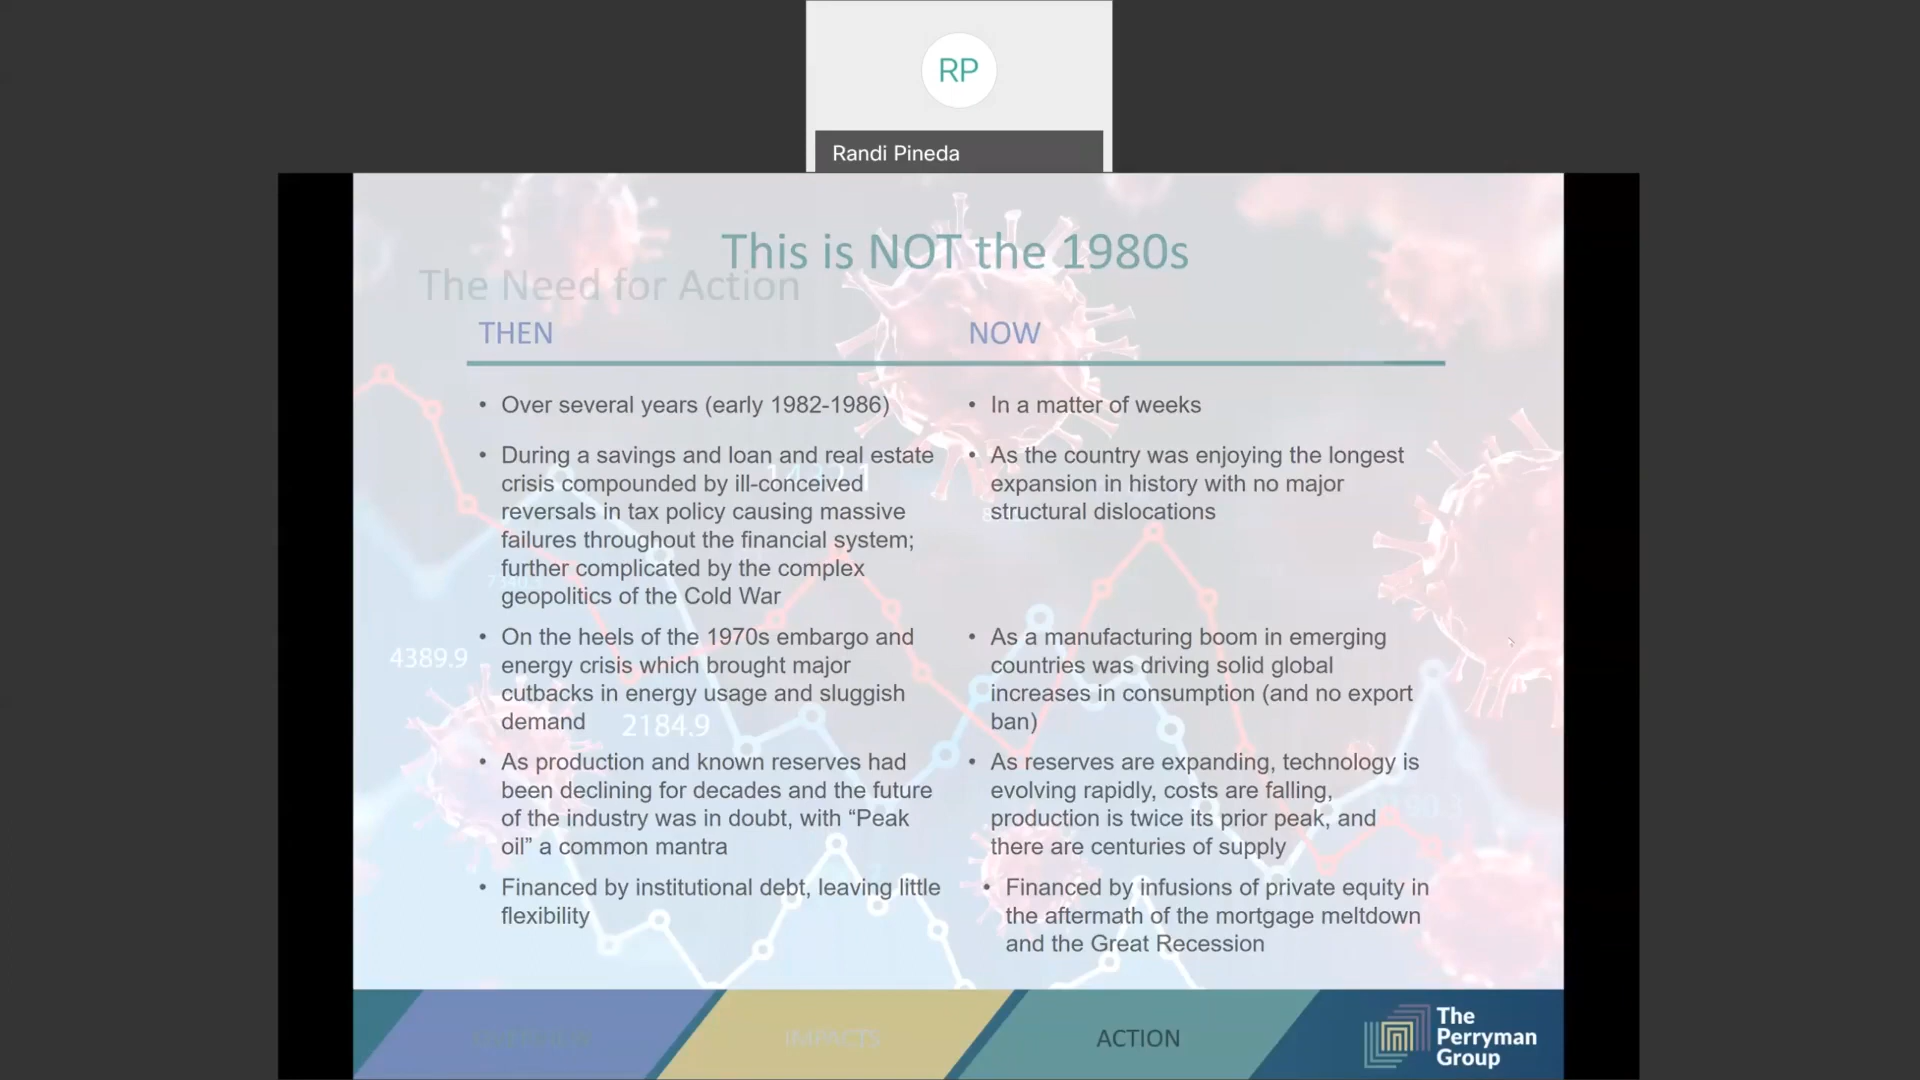 RP
Randi Pineda
This is NOT the 1980s
The Need for Action
THEN
NOW
• Over several years (early 1982-1986)
• During a savings and loan and real estate
crisis compounded by ill-conceived
reversals in tax policy causing massive
failures throughout the financial system;
further complicated by the complex
geopolitics of the Cold War
• On the heels of the 1970s embargo and
energy crisis which brought major
cutbacks in energy usage and sluggish
demand
• As production and known reserves had
been declining for decades and the future
of the industry was in doubt, with “Peak
oil” a common mantra
• Financed by institutional debt, leaving little
flexibility
• In a matter of weeks
• As the country was enjoying the longest
expansion in history with no major
structural dislocations
• As a manufacturing boom in emerging
countries was driving solid global
increases in consumption (and no export
ban)
• As reserves are expanding, technology is
evolving rapidly, costs are falling,
production is twice its prior peak, and
there are centuries of supply
• Financed by infusions of private equity in
the aftermath of the mortgage meltdown
and the Great Recession
4389.9
2184.9
IMPACTS
ACTION
The
Perryman
Group